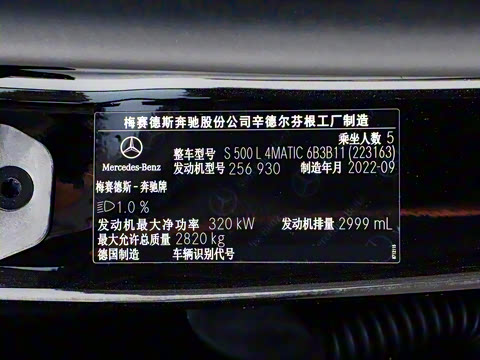 梅赛德斯奔驰股份公司辛德尔芬根工厂制造
乘坐人数 5
整车型号 S 500 L 4MATIC 6B3B11 (223163)
Mercedes-Benz 发动机型号 256 930 制造年月 2022-09
梅赛德斯-奔驰牌
1.0 %
发动机最大净功率 320 kW 发动机排量 2999 mL
最大允许总质量 2820 kg
德国制造 车辆识别代号